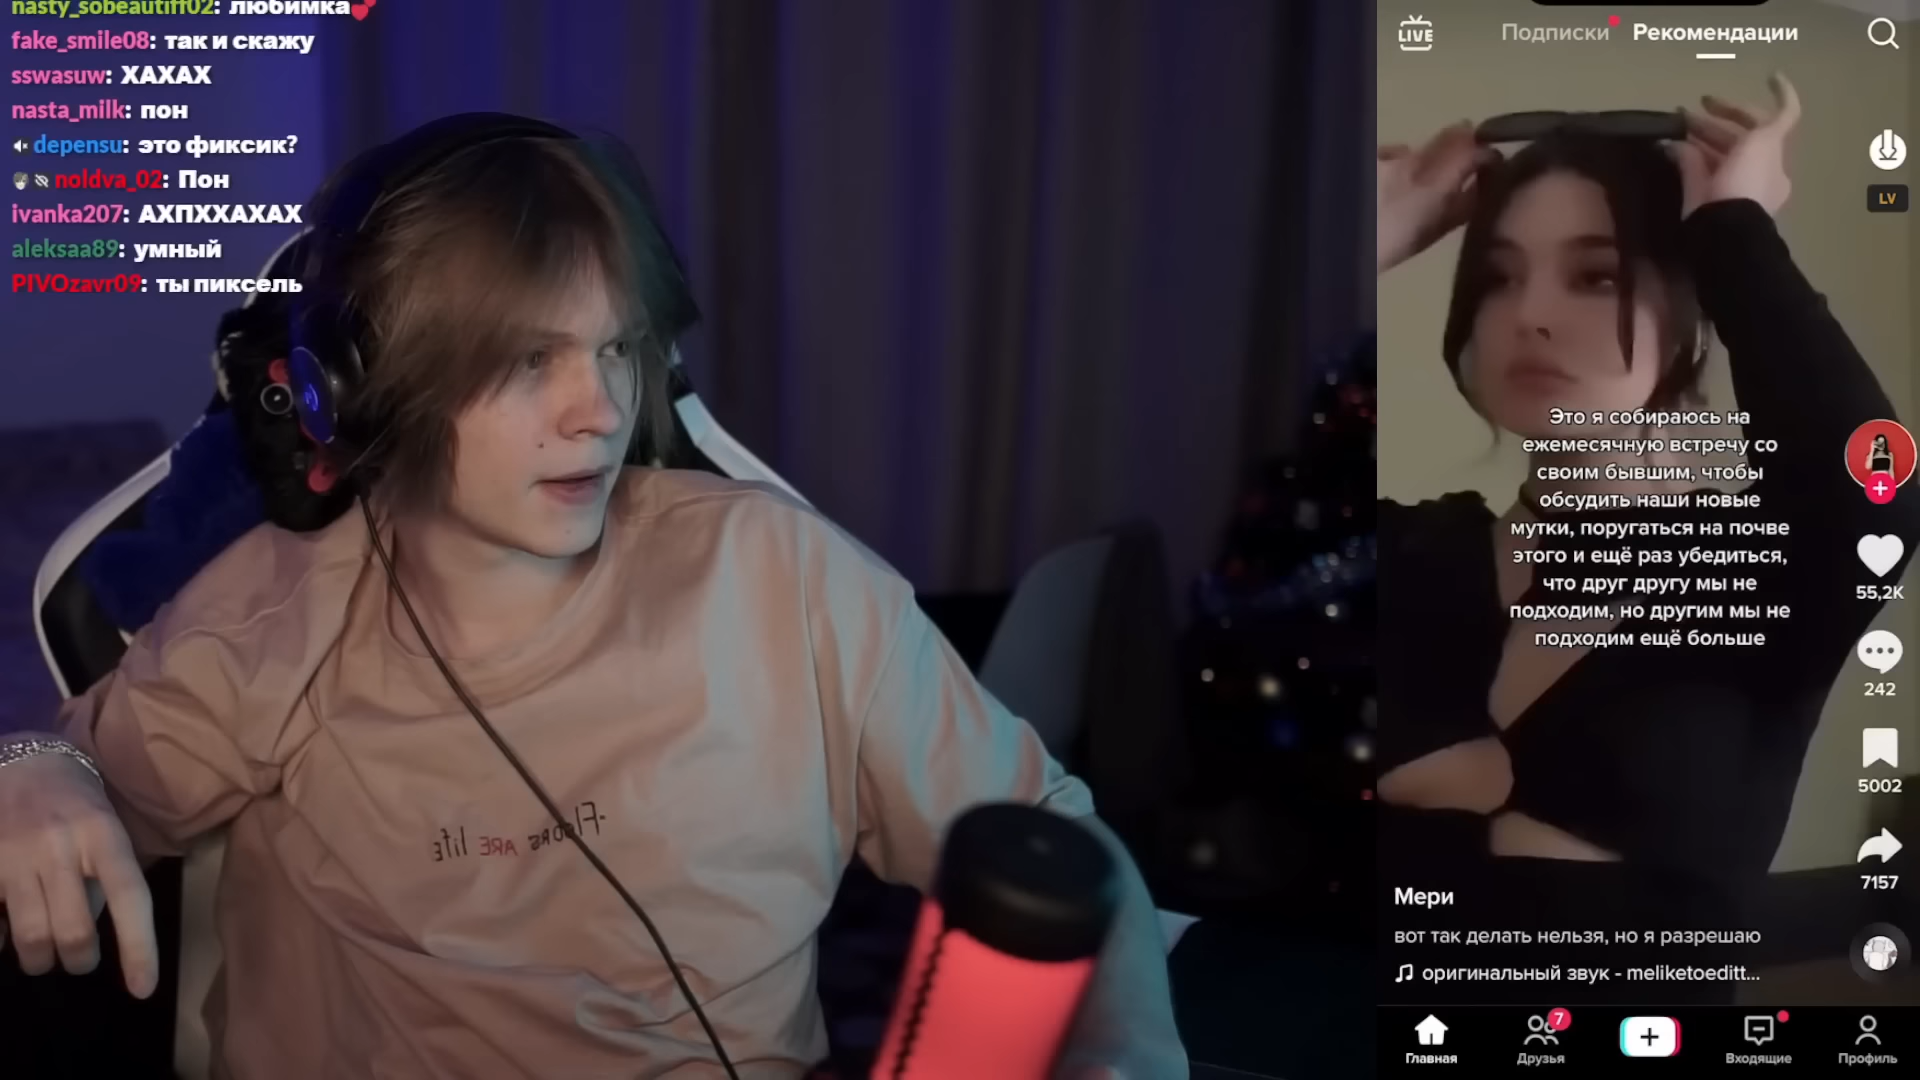 nasty_sobeautiff02: любимка💕
fake_smile08: так и скажу
sswasuw: ХАХАХ
nasta_milk: пон
depensu: это фиксик?
noldva_02: Пон
ivanka207: АХПХХАХАХ
aleksaa89: умный
PIVOzavr09: ты пиксель
-Floors ARE lifE
LIVE
Подписки
Рекомендации
LV
Это я собираюсь на
ежемесячную встречу со
своим бывшим, чтобы
обсудить наши новые
мутки, поругаться на почве
этого и ещё раз убедиться,
что друг другу мы не
подходим, но другим мы не
подходим ещё больше
55,2K
242
5002
7157
Мери
вот так делать нельзя, но я разрешаю
оригинальный звук - meliketoeditt...
Главная
7
Друзья
Входящие
Профиль